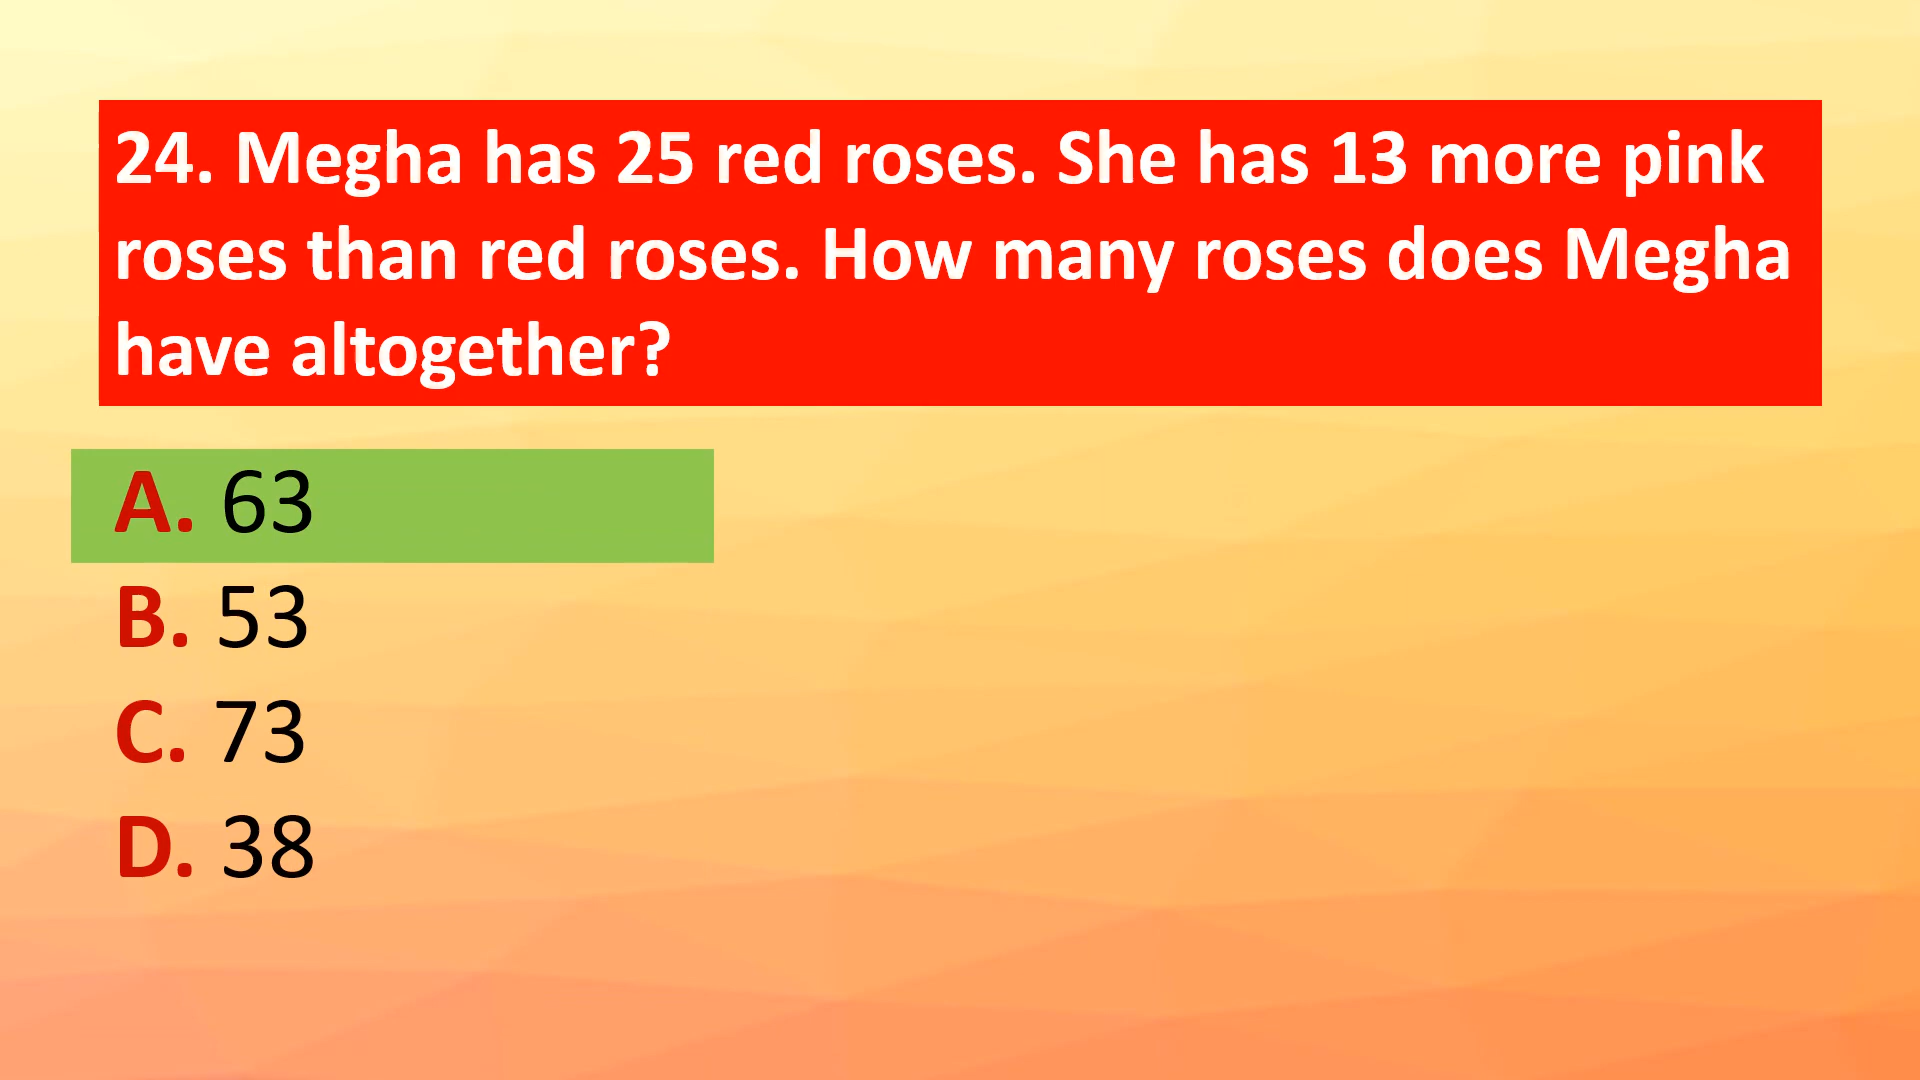 24. Megha has 25 red roses. She has 13 more pink
roses than red roses. How many roses does Megha
have altogether?
A. 63
B. 53
C. 73
D. 38